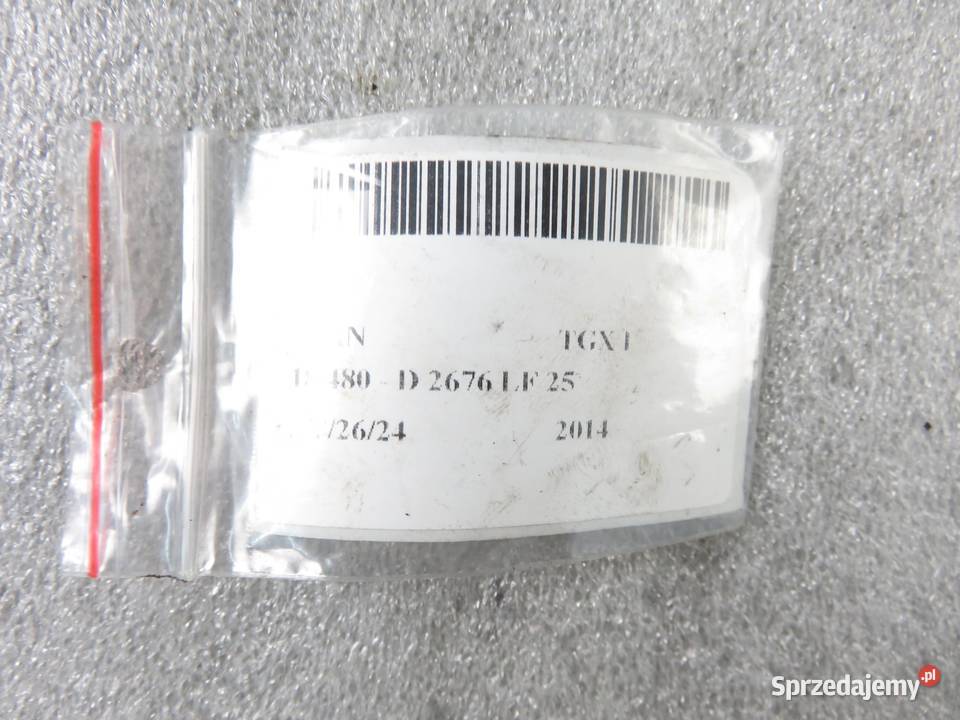 TGX I
480 - D 2676 LF 25
/26/24 2014
Sprzedajemy.pl